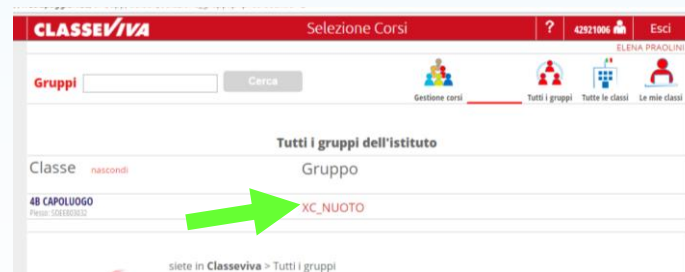 CLASSEVIVA Selezione Corsi ? 42921006 Esci
ELENA PRAOLINI
Gruppi Cerca
Gestione corsi Tutti i gruppi Tutte le classi Le mie classi
Tutti i gruppi dell'istituto
Classe nascondi Gruppo
4B CAPOLUOGO XC_NUOTO
siete in Classeviva > Tutti i gruppi